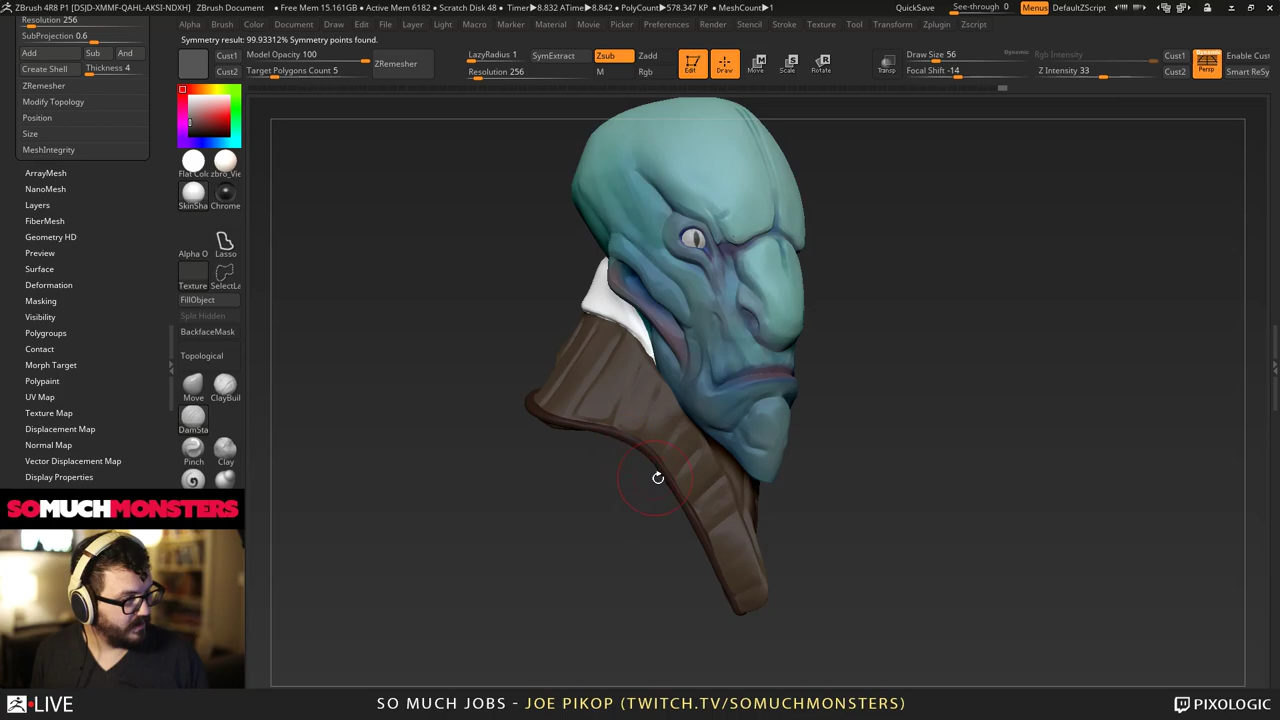 ZBrush 4R8 P1 [DSJD-XMMF-QAHL-AKSI-NDXH] ZBrush Document • Free Mem 15.161GB • Active Mem 6182 • Scratch Disk 48 • Timer▸8.832 ATime▸8.842 • PolyCount▸578.347 KP • MeshCount▸1 QuickSave See-through 0 Menus DefaultZScript
Alpha Brush Color Document Draw Edit File Layer Light Macro Marker Material Movie Picker Preferences Render Stencil Stroke Texture Tool Transform Zplugin Zscript
Symmetry result: 99.93312% Symmetry points found.
Resolution 256
SubProjection 0.6
Add Sub And
Create Shell Thickness 4
ZRemesher
Modify Topology
Position
Size
MeshIntegrity
ArrayMesh
NanoMesh
Layers
FiberMesh
Geometry HD
Preview
Surface
Deformation
Masking
Visibility
Polygroups
Contact
Morph Target
Polypaint
UV Map
Texture Map
Displacement Map
Normal Map
Vector Displacement Map
Display Properties
Cust1
Cust2
Model Opacity 100
Target Polygons Count 5
ZRemesher
LazyRadius 1
Resolution 256
SymExtract
Zsub Zadd
M Rgb
Edit
Draw
Move
Scale
Rotate
Transp
Draw Size 56
Dynamic
Focal Shift -14
Rgb Intensity
Z Intensity 33
Cust1
Cust2
Dynamic
Persp
Enable Cus
Smart ReSy
Flat Col zbro_Vie
SkinSha Chrome
Alpha O Lasso
Texture SelectLa
FillObject
Split Hidden
BackfaceMask
Topological
Move ClayBuil
DamSta
Pinch Clay
SOMUCHMONSTERS
LIVE
SO MUCH JOBS - JOE PIKOP (TWITCH.TV/SOMUCHMONSTERS)
PIXOLOGIC